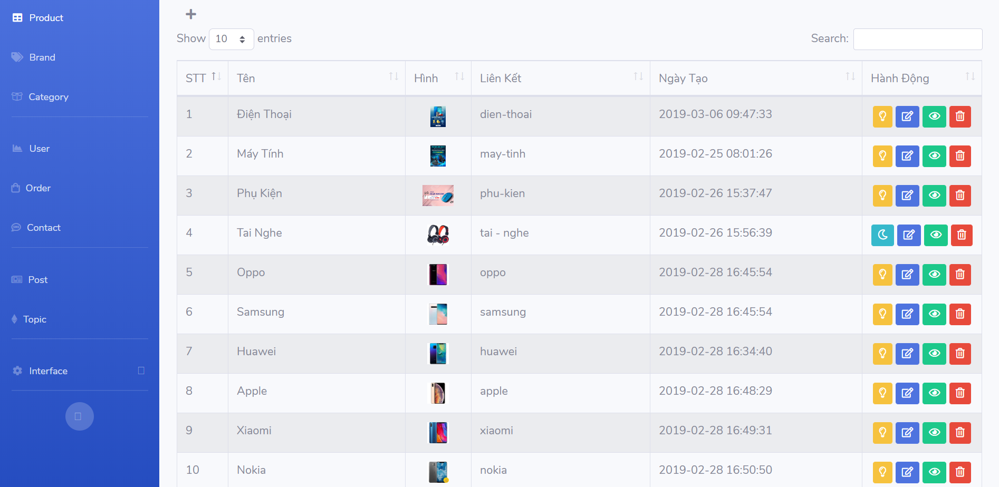 Product
Brand
Category
User
Order
Contact
Post
Topic
Interface
Show 10 entries
Search:
STT Tên Hình Liên Kết Ngày Tạo Hành Động
1 Điện Thoại dien-thoai 2019-03-06 09:47:33
2 Máy Tính may-tinh 2019-02-25 08:01:26
3 Phụ Kiện phu-kien 2019-02-26 15:37:47
4 Tai Nghe tai - nghe 2019-02-26 15:56:39
5 Oppo oppo 2019-02-28 16:45:54
6 Samsung samsung 2019-02-28 16:45:54
7 Huawei huawei 2019-02-28 16:34:40
8 Apple apple 2019-02-28 16:48:29
9 Xiaomi xiaomi 2019-02-28 16:49:31
10 Nokia nokia 2019-02-28 16:50:50